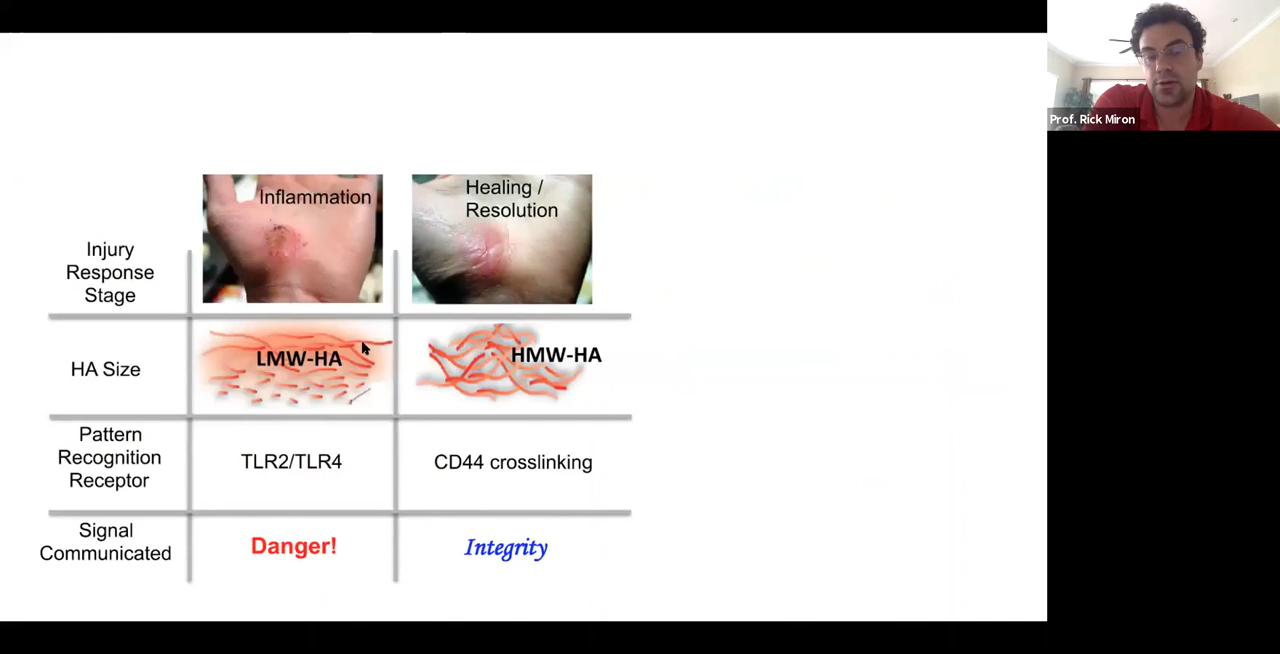 Prof. Rick Miron
Inflammation
Healing /
Resolution
Injury
Response
Stage
HA Size
LMW-HA
HMW-HA
Pattern
Recognition
Receptor
TLR2/TLR4
CD44 crosslinking
Signal
Communicated
Danger!
Integrity